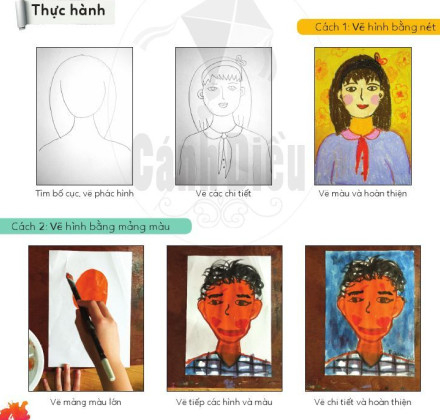 Thực hành
Cách 1: Vẽ hình bằng nét
Cánh Diều
Tìm bố cục, vẽ phác hình
Vẽ các chi tiết
Vẽ màu và hoàn thiện
Cách 2: Vẽ hình bằng mảng màu
Vẽ mảng màu lớn
Vẽ tiếp các hình và màu
Vẽ chi tiết và hoàn thiện